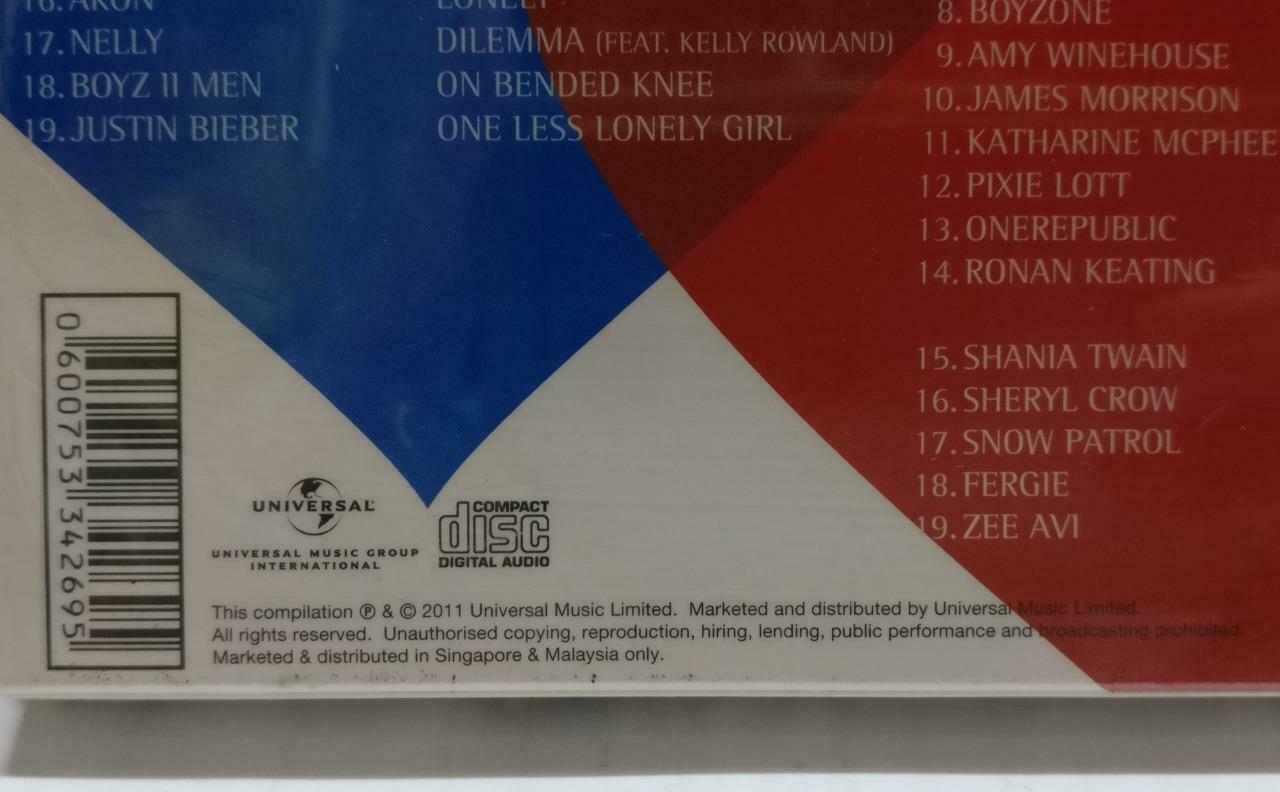 16. AKON LONELY
17. NELLY DILEMMA (FEAT. KELLY ROWLAND)
18. BOYZ II MEN ON BENDED KNEE
19. JUSTIN BIEBER ONE LESS LONELY GIRL
8. BOYZONE
9. AMY WINEHOUSE
10. JAMES MORRISON
11. KATHARINE MCPHEE
12. PIXIE LOTT
13. ONEREPUBLIC
14. RONAN KEATING
15. SHANIA TWAIN
16. SHERYL CROW
17. SNOW PATROL
18. FERGIE
19. ZEE AVI
0 600753 342695
UNIVERSAL
UNIVERSAL MUSIC GROUP
INTERNATIONAL
COMPACT
disc
DIGITAL AUDIO
This compilation ℗ & © 2011 Universal Music Limited. Marketed and distributed by Universal Music Limited.
All rights reserved. Unauthorised copying, reproduction, hiring, lending, public performance and broadcasting prohibited.
Marketed & distributed in Singapore & Malaysia only.